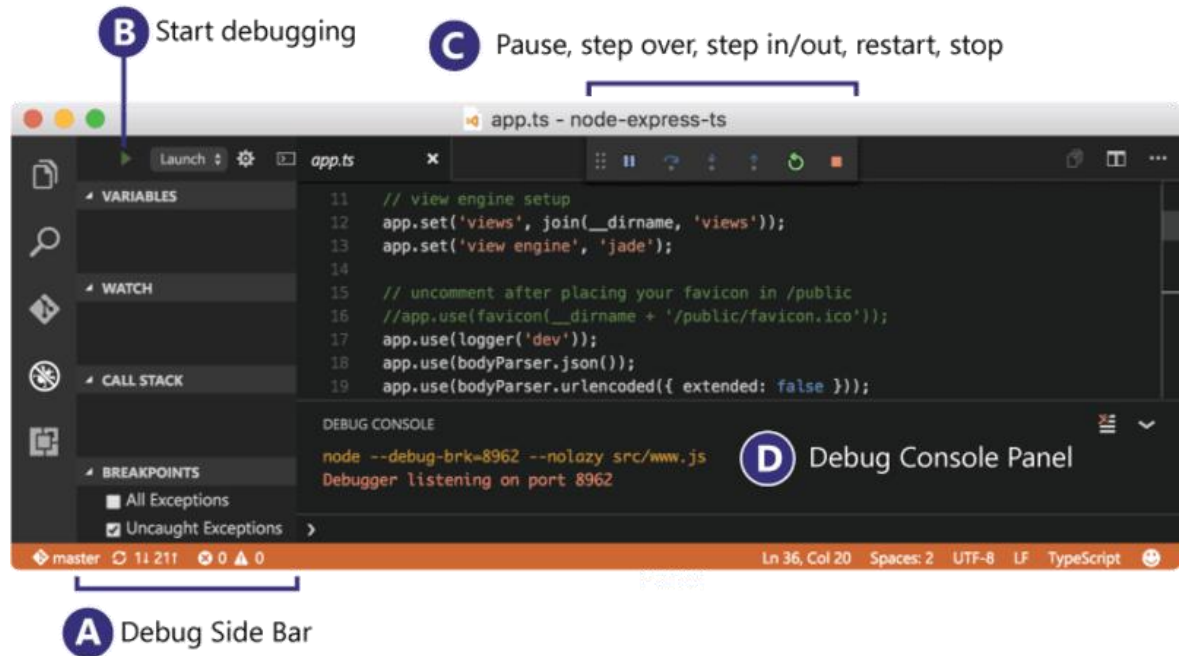 B Start debugging
C Pause, step over, step in/out, restart, stop
app.ts - node-express-ts
Launch
app.ts
VARIABLES
WATCH
CALL STACK
BREAKPOINTS
All Exceptions
Uncaught Exceptions
11 // view engine setup
12 app.set('views', join(__dirname, 'views'));
13 app.set('view engine', 'jade');
14
15 // uncomment after placing your favicon in /public
16 //app.use(favicon(__dirname + '/public/favicon.ico'));
17 app.use(logger('dev'));
18 app.use(bodyParser.json());
19 app.use(bodyParser.urlencoded({ extended: false }));
DEBUG CONSOLE
node --debug-brk=8962 --nolazy src/www.js
Debugger listening on port 8962
D Debug Console Panel
master 1↓ 21↑ 0 0 Ln 36, Col 20 Spaces: 2 UTF-8 LF TypeScript
A Debug Side Bar